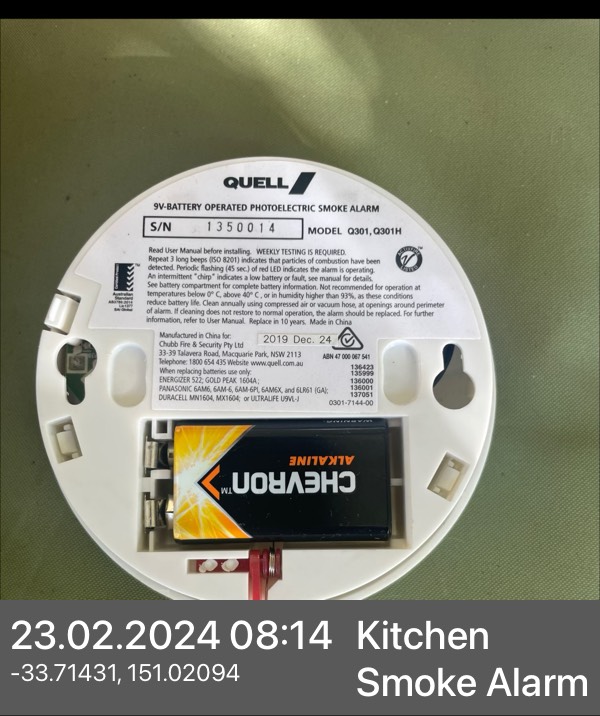 QUELL
9V-BATTERY OPERATED PHOTOELECTRIC SMOKE ALARM
S/N 1350014 MODEL Q301, Q301H
Read User Manual before installing. WEEKLY TESTING IS REQUIRED.
Repeat 3 long beeps (ISO 8201) indicates that particles of combustion have been
detected. Periodic flashing (45 sec.) of red LED indicates the alarm is operating.
An intermittent "chirp" indicates a low battery and need for battery replacement.
See battery compartment for battery replacement. Not recommended for operation at
temperatures below 0° C, above 40° C, or in humidity higher than 93%, as these conditions
reduce battery life. Clean annually using compressed air or vacuum hose, at openings around perimeter
of alarm. If cleaning does not restore to normal operation, the alarm should be replaced. For further
information, refer to User Manual. Replace in 10 years. Made in China
Australian
Standard
Manufactured in China for:
Chubb Fire & Security Pty Ltd
33-39 Talavera Road, Macquarie Park, NSW 2113
Telephone: 1800 654 435 Website www.quell.com.au
When replacing batteries use only:
ENERGIZER 522; GOLD PEAK 1604A;
PANASONIC 6AM6, 6AM-6, 6AM-6PI, 6AM6X, and 6LR61 (GA);
DURACELL MN1604, MX1604; or ULTRALIFE U9VL-J
2019 Dec. 24
ABN 47 000 067 541
136423
135999
136000
136001
137051
0301-7144-00
WARNING
CHEVRON™
ALKALINE
23.02.2024 08:14
-33.71431, 151.02094
Kitchen
Smoke Alarm